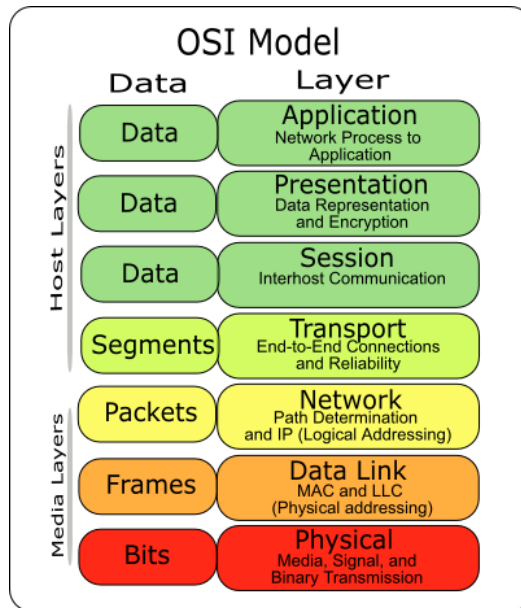 OSI Model
Data Layer
Host Layers
Data
Application
Network Process to
Application
Data
Presentation
Data Representation
and Encryption
Data
Session
Interhost Communication
Segments
Transport
End-to-End Connections
and Reliability
Media Layers
Packets
Network
Path Determination
and IP (Logical Addressing)
Frames
Data Link
MAC and LLC
(Physical addressing)
Bits
Physical
Media, Signal, and
Binary Transmission